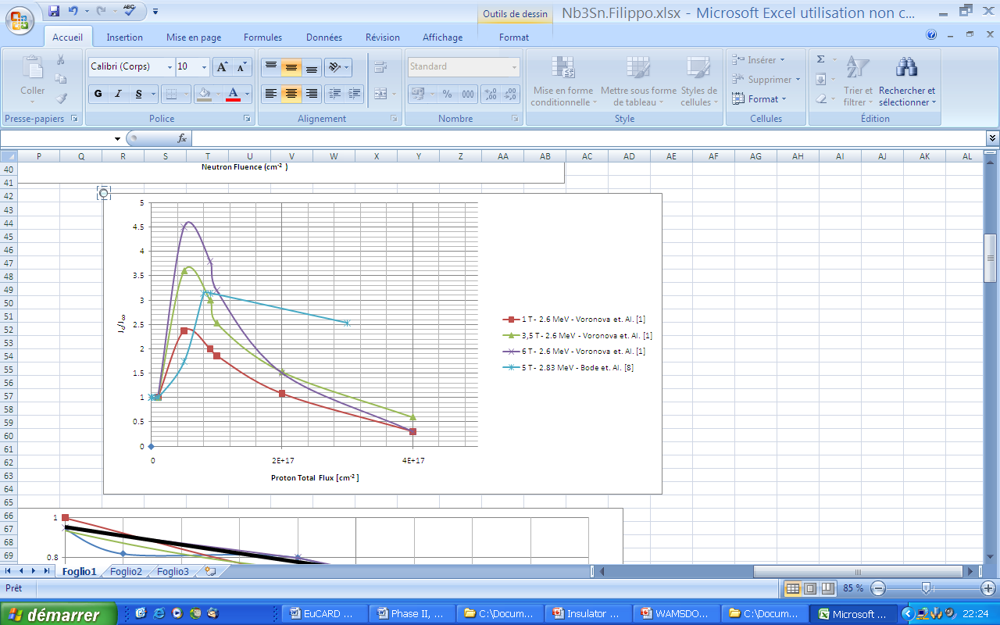 Outils de dessin
Nb3Sn.Filippo.xlsx - Microsoft Excel utilisation non c...
ABC
Accueil Insertion Mise en page Formules Données Révision Affichage Format
Coller
Calibri (Corps) 10
A A
G I S A
Standard
% 000
Mise en forme conditionnelle
Mettre sous forme de tableau
Styles de cellules
Insérer
Supprimer
Format
Σ
Trier et filtrer
Rechercher et sélectionner
Presse-papiers Police Alignement Nombre Style Cellules Édition
fx
P Q R S T U V W X Y Z AA AB AC AD AE AF AG AH AI AJ AK AL
40
Neutron Fluence (cm-2 )
41
42
43
44
45
46
47
48
49
50
51
52
53
54
55
56
57
58
59
60
61
62
63
64
65
66
67
68
69
5
4.5
4
3.5
3
2.5
2
1.5
1
0.5
0
0 2E+17 4E+17
Proton Total Flux [cm-2 ]
1 T - 2.6 MeV - Voronova et. Al. [1]
3,5 T - 2.6 MeV - Voronova et. Al. [1]
6 T - 2.6 MeV - Voronova et. Al. [1]
5 T - 2.83 MeV - Bode et. Al. [8]
1
0.8
Foglio1 Foglio2 Foglio3
Prêt 85 %
démarrer
EuCARD ... Phase II, ... C:\Docum... Insulator ... WAMSDO... C:\Docum... Microsoft ... 22:24